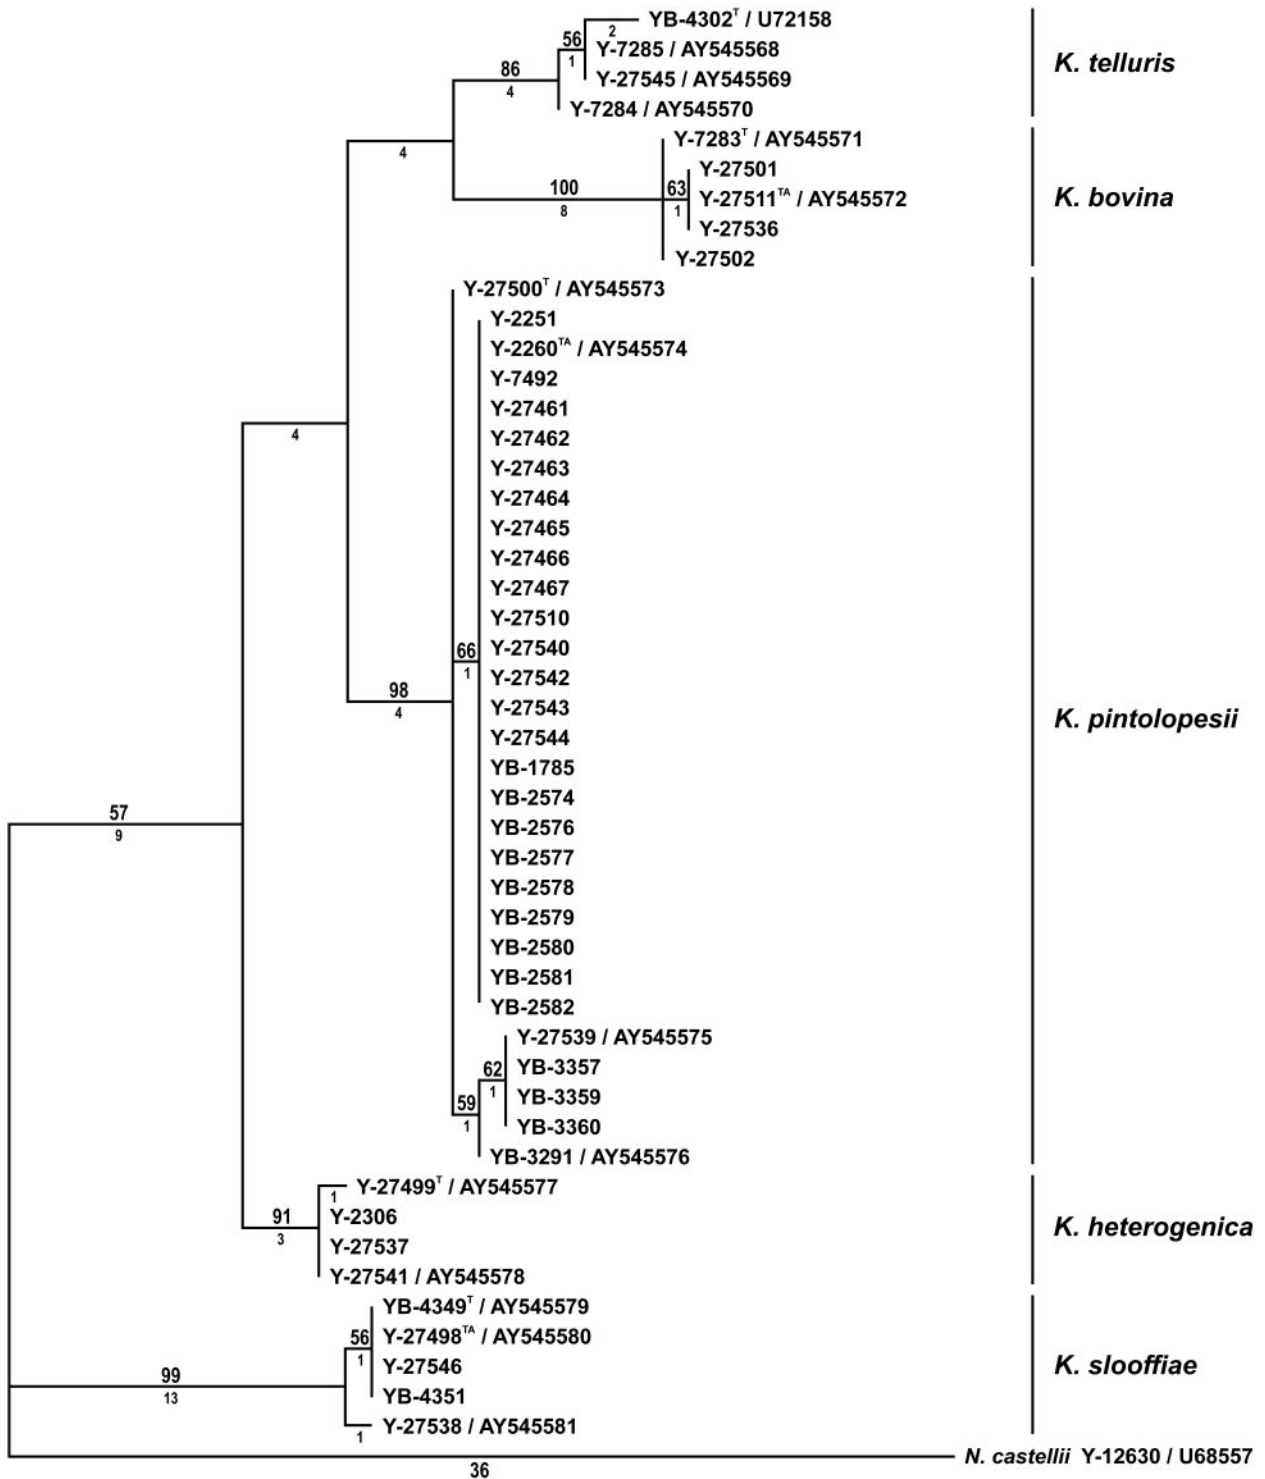 YB-4302T / U72158
2
56
Y-7285 / AY545568
1
K. telluris
86
Y-27545 / AY545569
4
Y-7284 / AY545570
Y-7283T / AY545571
4
Y-27501
100
63
Y-27511TA / AY545572
K. bovina
8
1
Y-27536
Y-27502
Y-27500T / AY545573
Y-2251
Y-2260TA / AY545574
Y-7492
Y-27461
4
Y-27462
Y-27463
Y-27464
Y-27465
Y-27466
Y-27467
Y-27510
66
Y-27540
1
Y-27542
98
4
Y-27543
K. pintolopesii
Y-27544
YB-1785
YB-2574
57
9
YB-2576
YB-2577
YB-2578
YB-2579
YB-2580
YB-2581
YB-2582
Y-27539 / AY545575
62
YB-3357
1
YB-3359
59
1
YB-3360
YB-3291 / AY545576
Y-27499T / AY545577
1
91
Y-2306
K. heterogenica
3
Y-27537
Y-27541 / AY545578
YB-4349T / AY545579
56
Y-27498TA / AY545580
1
Y-27546
K. slooffiae
99
13
YB-4351
Y-27538 / AY545581
1
N. castellii Y-12630 / U68557
36